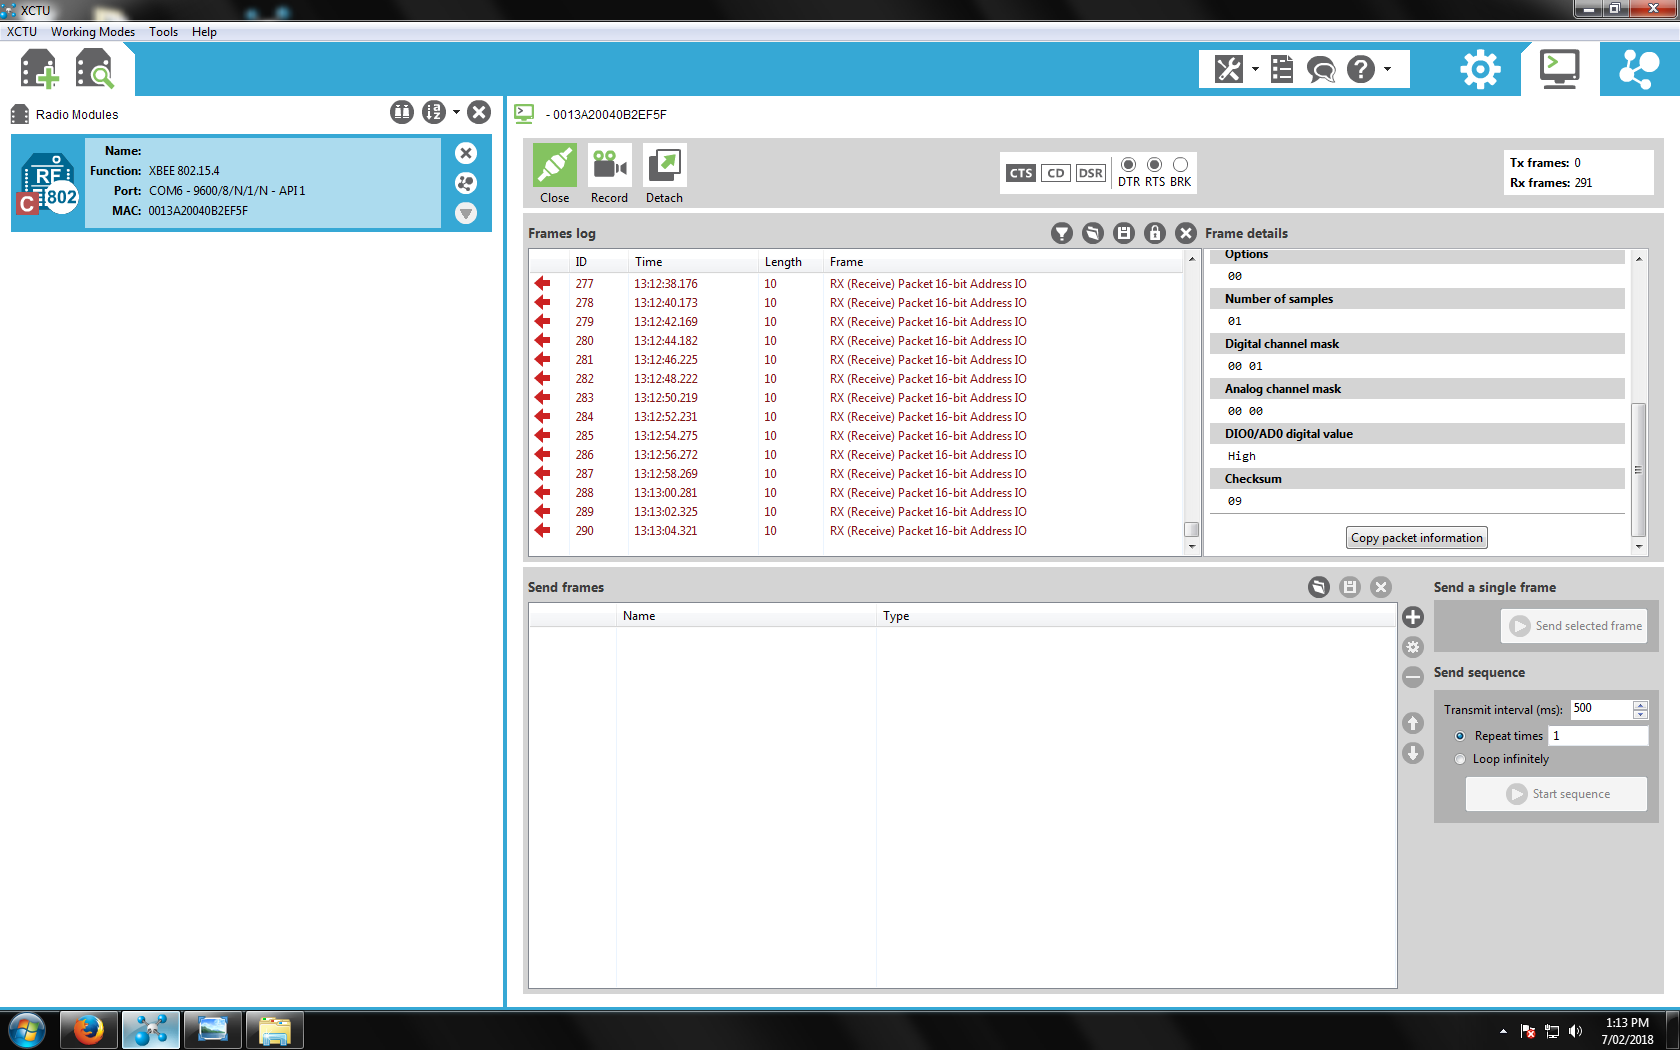 XCTU
XCTU Working Modes Tools Help
Radio Modules
- 0013A20040B2EF5F
RF
802
C
Name:
Function: XBEE 802.15.4
Port: COM6 - 9600/8/N/1/N - API 1
MAC: 0013A20040B2EF5F
Close Record Detach
CTS CD DSR DTR RTS BRK
Tx frames: 0
Rx frames: 291
Frames log
ID Time Length Frame
277 13:12:38.176 10 RX (Receive) Packet 16-bit Address IO
278 13:12:40.173 10 RX (Receive) Packet 16-bit Address IO
279 13:12:42.169 10 RX (Receive) Packet 16-bit Address IO
280 13:12:44.182 10 RX (Receive) Packet 16-bit Address IO
281 13:12:46.225 10 RX (Receive) Packet 16-bit Address IO
282 13:12:48.222 10 RX (Receive) Packet 16-bit Address IO
283 13:12:50.219 10 RX (Receive) Packet 16-bit Address IO
284 13:12:52.231 10 RX (Receive) Packet 16-bit Address IO
285 13:12:54.275 10 RX (Receive) Packet 16-bit Address IO
286 13:12:56.272 10 RX (Receive) Packet 16-bit Address IO
287 13:12:58.269 10 RX (Receive) Packet 16-bit Address IO
288 13:13:00.281 10 RX (Receive) Packet 16-bit Address IO
289 13:13:02.325 10 RX (Receive) Packet 16-bit Address IO
290 13:13:04.321 10 RX (Receive) Packet 16-bit Address IO
Frame details
Options
00
Number of samples
01
Digital channel mask
00 01
Analog channel mask
00 00
DIO0/AD0 digital value
High
Checksum
09
Copy packet information
Send frames
Name Type
Send a single frame
Send selected frame
Send sequence
Transmit interval (ms): 500
Repeat times 1
Loop infinitely
Start sequence
1:13 PM
7/02/2018